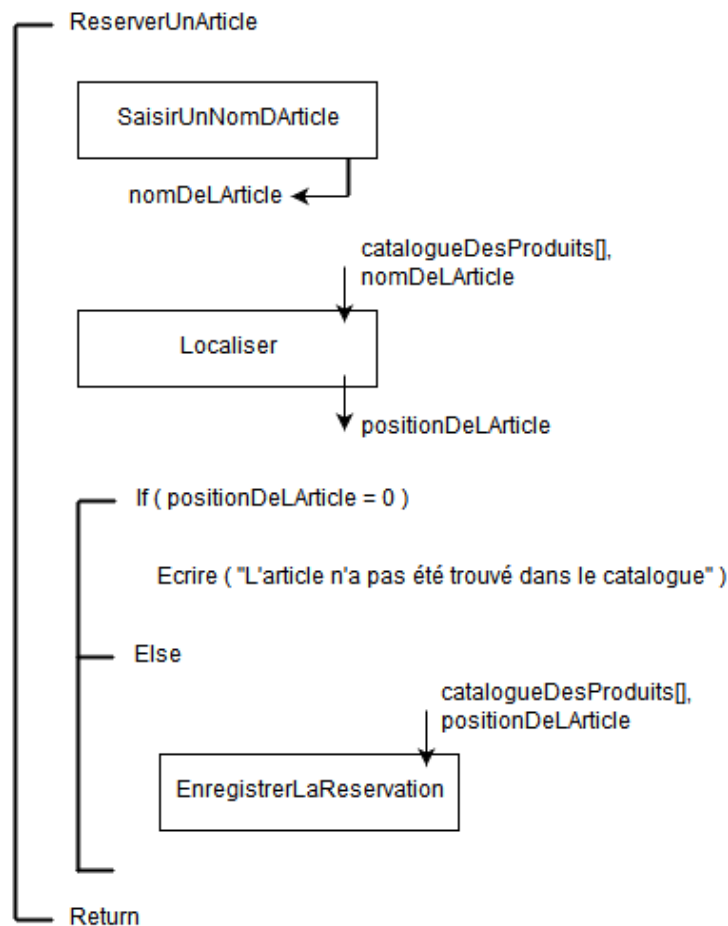 ReserverUnArticle
SaisirUnNomDArticle
nomDeLArticle
catalogueDesProduits[],
nomDeLArticle
Localiser
positionDeLArticle
If ( positionDeLArticle = 0 )
Ecrire ( "L'article n'a pas été trouvé dans le catalogue" )
Else
catalogueDesProduits[],
positionDeLArticle
EnregistrerLaReservation
Return